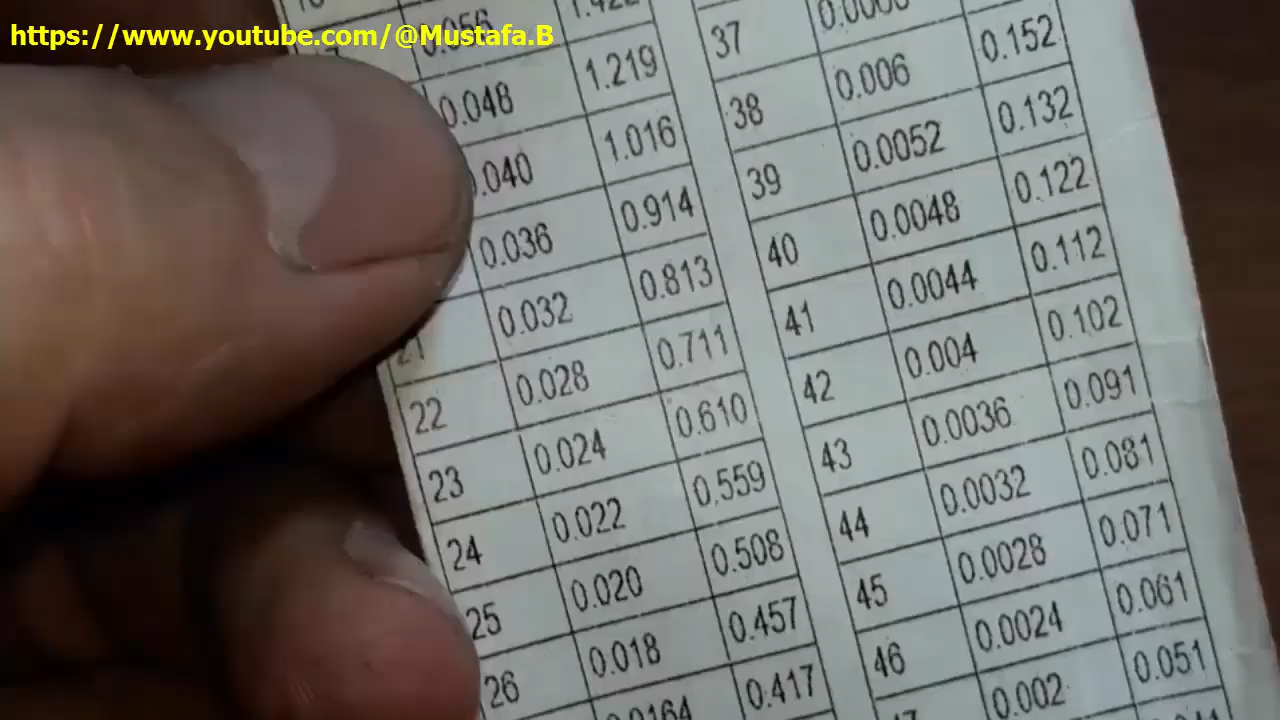 https://www.youtube.com/@Mustafa.B
0.056
0.048 1.219
.040 1.016
0.036 0.914
21 0.032 0.813
22 0.028 0.711
23 0.024 0.610
24 0.022 0.559
25 0.020 0.508
26 0.018 0.457
0.0164 0.417
37
38 0.006 0.152
39 0.0052 0.132
40 0.0048 0.122
41 0.0044 0.112
42 0.004 0.102
43 0.0036 0.091
44 0.0032 0.081
45 0.0028 0.071
46 0.0024 0.061
0.002 0.051